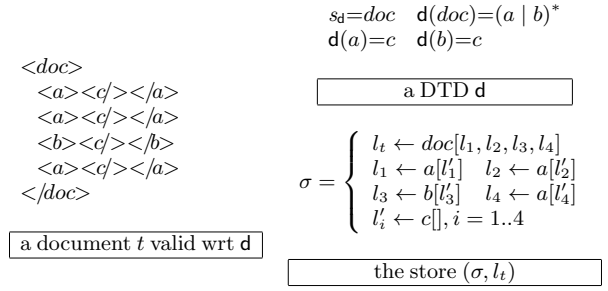 <doc>
<a><c/></a>
<a><c/></a>
<b><c/></b>
<a><c/></a>
</doc>
a document t valid wrt d
s_d=doc d(doc)=(a | b)*
d(a)=c d(b)=c
a DTD d
σ = { l_t ← doc[l_1, l_2, l_3, l_4]
l_1 ← a[l'_1] l_2 ← a[l'_2]
l_3 ← b[l'_3] l_4 ← a[l'_4]
l'_i ← c[], i = 1..4
the store (σ, l_t)